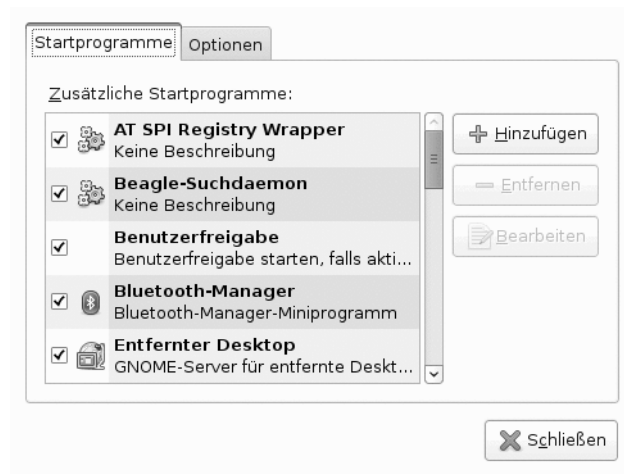 Startprogramme Optionen
Zusätzliche Startprogramme:
AT SPI Registry Wrapper
Keine Beschreibung
Beagle-Suchdaemon
Keine Beschreibung
Benutzerfreigabe
Benutzerfreigabe starten, falls akti...
Bluetooth-Manager
Bluetooth-Manager-Miniprogramm
Entfernter Desktop
GNOME-Server für entfernte Deskt...
Hinzufügen
Entfernen
Bearbeiten
Schließen